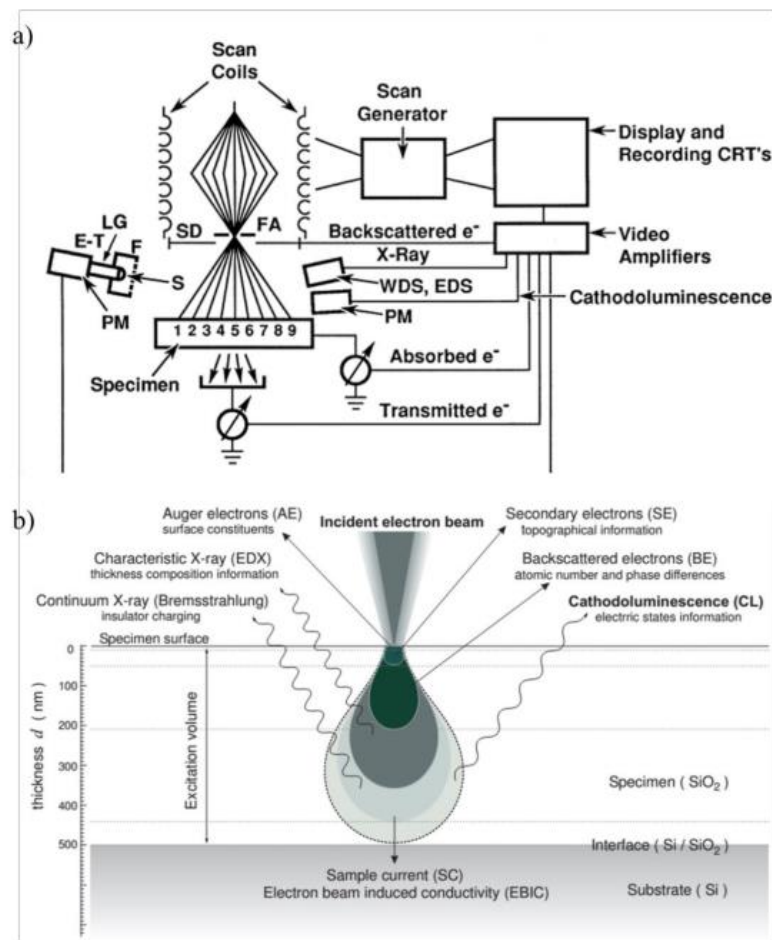 a)
Scan
Coils
Scan
Generator
Display and
Recording CRT's
SD
FA
Backscattered e-
Video
Amplifiers
X-Ray
LG
E-T
F
S
WDS, EDS
Cathodoluminescence
PM
PM
1 2 3 4 5 6 7 8 9
Absorbed e-
Specimen
Transmitted e-
b)
Auger electrons (AE)
surface constituents
Incident electron beam
Secondary electrons (SE)
topographical information
Characteristic X-ray (EDX)
thickness composition information
Backscattered electrons (BE)
atomic number and phase differences
Continuum X-ray (Bremsstrahlung)
insulator charging
Cathodoluminescence (CL)
electrric states information
Specimen surface
0
100
200
300
400
500
thickness d (nm)
Excitation volume
Specimen ( SiO₂ )
Interface ( Si / SiO₂ )
Sample current (SC)
Electron beam induced conductivity (EBIC)
Substrate ( Si )